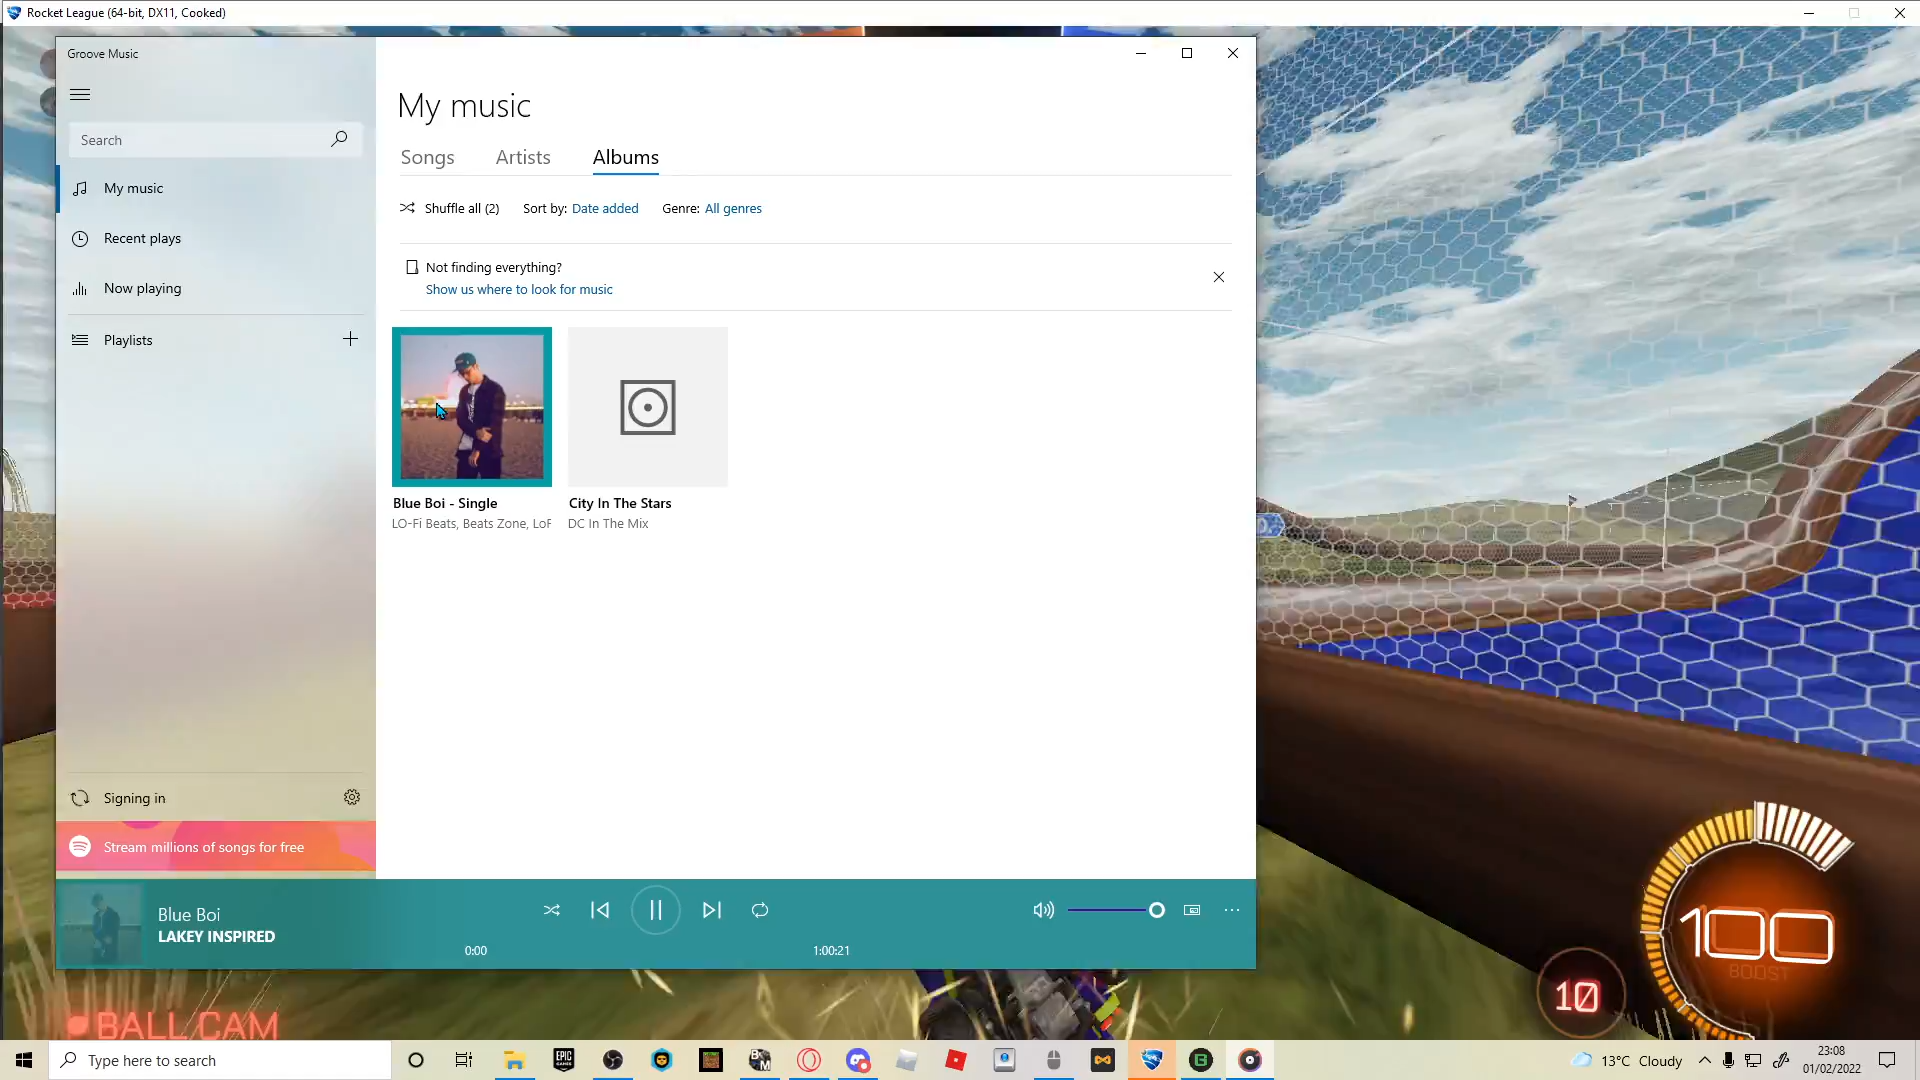 Rocket League (64-bit, DX11, Cooked)
Groove Music
Search
My music
Recent plays
Now playing
Playlists
Signing in
Stream millions of songs for free
My music
Songs Artists Albums
Shuffle all (2) Sort by: Date added Genre: All genres
Not finding everything?
Show us where to look for music
Blue Boi - Single
LO-Fi Beats, Beats Zone, LoF
City In The Stars
DC In The Mix
Blue Boi
LAKEY INSPIRED
0:00
1:00:21
100
BOOST
10
BALL CAM
Type here to search
EPIC GAMES
13°C Cloudy
23:08
01/02/2022